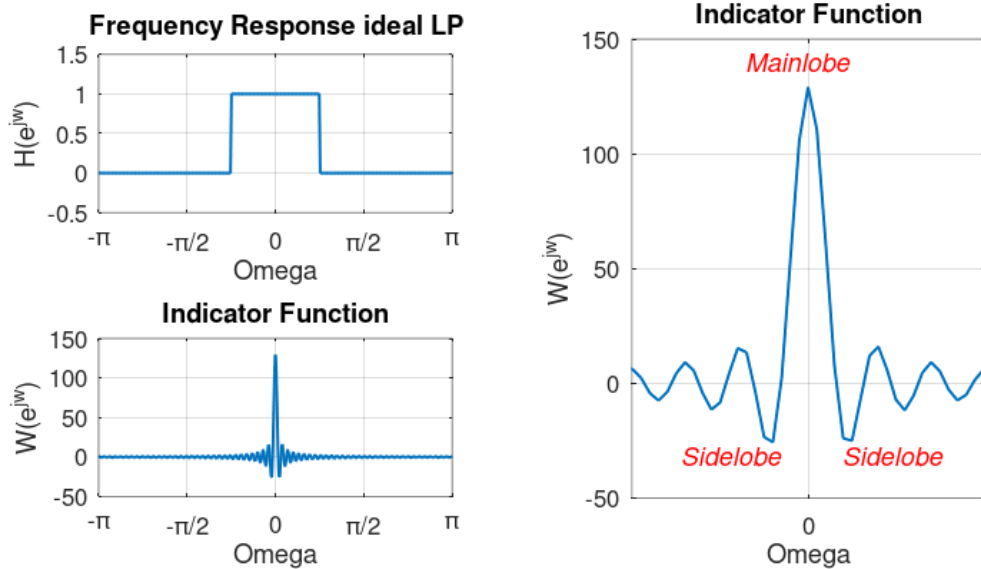 Frequency Response ideal LP
1.5
1
0.5
0
-0.5
H(e^jw)
-π
-π/2
0
π/2
π
Omega
Indicator Function
150
100
50
0
-50
W(e^jw)
-π
-π/2
0
π/2
π
Omega
Indicator Function
150
100
50
0
-50
W(e^jw)
Mainlobe
Sidelobe
Sidelobe
0
Omega